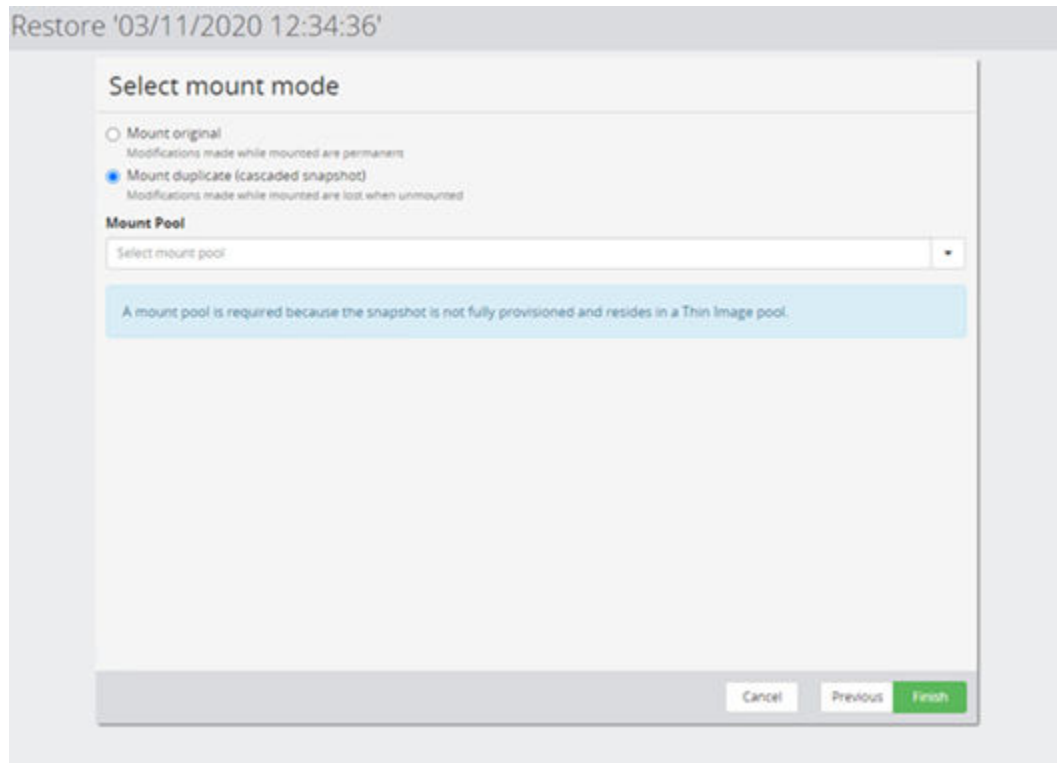 Restore '03/11/2020 12:34:36'
Select mount mode
Mount original
Modifications made while mounted are permanent
Mount duplicate (cascaded snapshot)
Modifications made while mounted are lost when unmounted
Mount Pool
Select mount pool
A mount pool is required because the snapshot is not fully provisioned and resides in a Thin Image pool.
Cancel Previous Finish